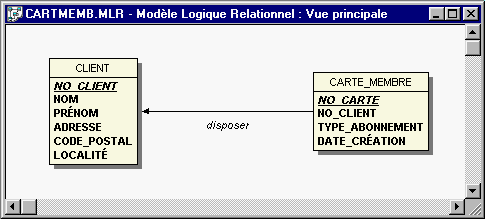 CARTMEMB.MLR - Modèle Logique Relationnel : Vue principale
CLIENT
NO_CLIENT
NOM
PRÉNOM
ADRESSE
CODE_POSTAL
LOCALITÉ
disposer
CARTE_MEMBRE
NO_CARTE
NO_CLIENT
TYPE_ABONNEMENT
DATE_CRÉATION